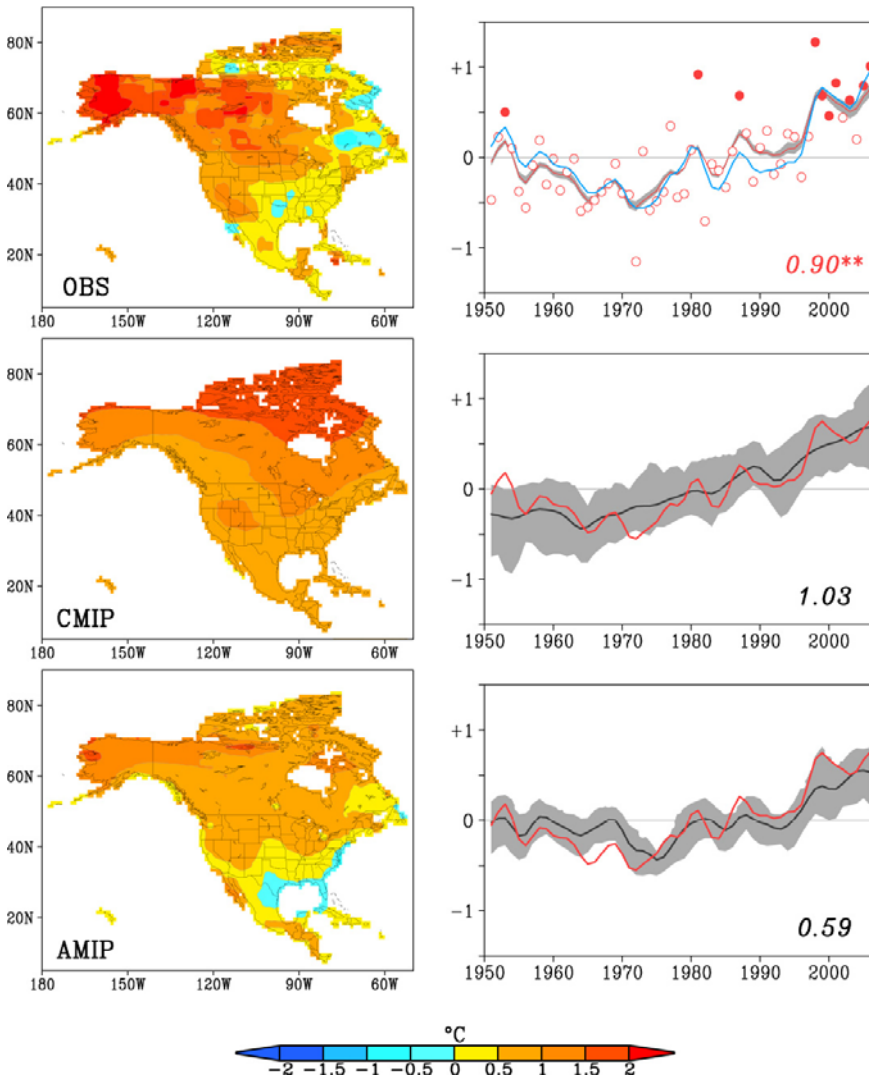 80N
60N
40N
20N
OBS
180 150W 120W 90W 60W
+1
0
-1
0.90**
1950 1960 1970 1980 1990 2000
80N
60N
40N
20N
CMIP
180 150W 120W 90W 60W
+1
0
-1
1.03
1950 1960 1970 1980 1990 2000
80N
60N
40N
20N
AMIP
180 150W 120W 90W 60W
+1
0
-1
0.59
1950 1960 1970 1980 1990 2000
°C
-2 -1.5 -1 -0.5 0 0.5 1 1.5 2